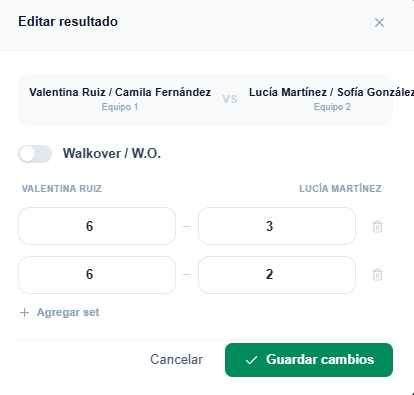 Editar resultado
Valentina Ruiz / Camila Fernández VS Lucía Martínez / Sofía González
Equipo 1 Equipo 2
Walkover / W.O.
VALENTINA RUIZ LUCÍA MARTÍNEZ
6 – 3
6 – 2
+ Agregar set
Cancelar Guardar cambios